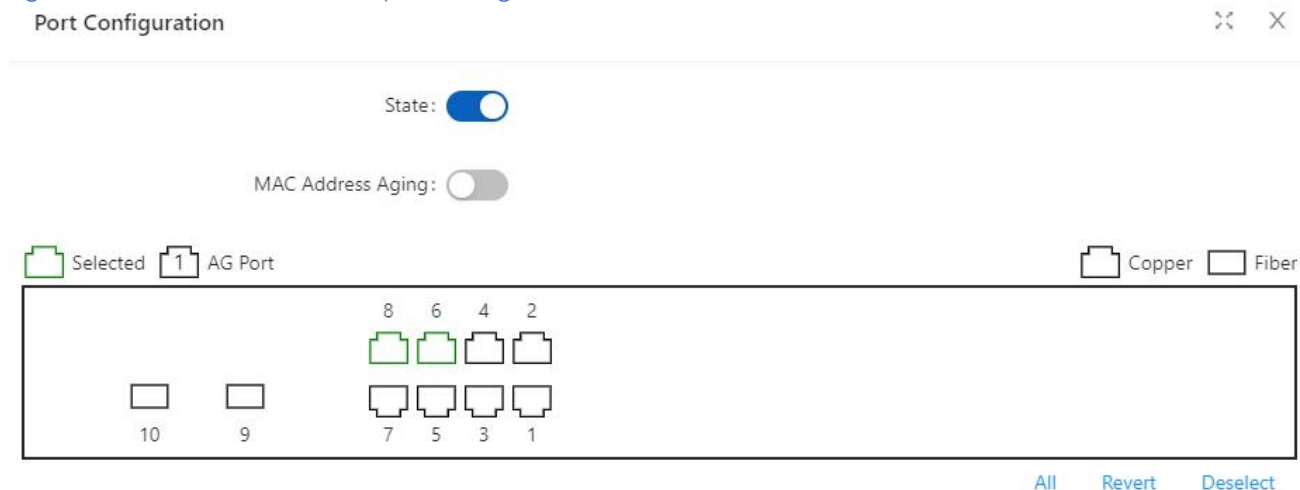 Port Configuration
State:
MAC Address Aging:
Selected 1 AG Port Copper Fiber
8 6 4 2
10 9 7 5 3 1
All Revert Deselect